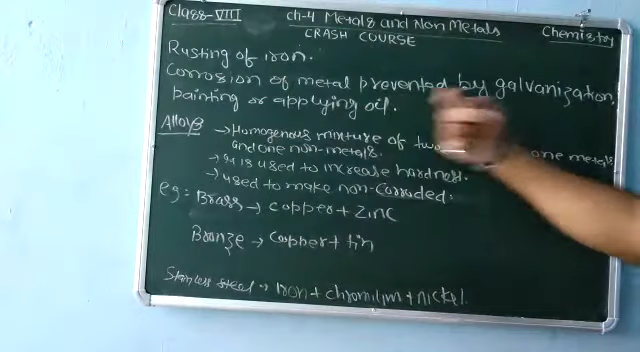 Class-VIII
Ch-4 Metals and Non Metals
Chemistry
CRASH COURSE
Rusting of iron.
Corrosion of metal prevented by galvanization,
painting or applying oil.
Alloys → Homogenous mixture of two one metals
and one non-metals.
→ It is used to increase hardness.
→ used to make non-corroded.
eg:- Brass → Copper + Zinc
Bronze → Copper + tin
Stainless steel → Iron + chromium + nickel.